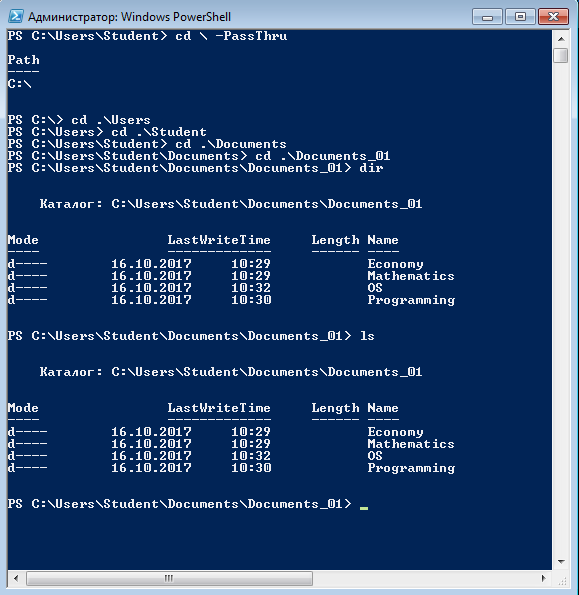 Администратор: Windows PowerShell
PS C:\Users\Student> cd \ -PassThru
Path
----
C:\
PS C:\> cd .\Users
PS C:\Users> cd .\Student
PS C:\Users\Student> cd .\Documents
PS C:\Users\Student\Documents> cd .\Documents_01
PS C:\Users\Student\Documents\Documents_01> dir
Каталог: C:\Users\Student\Documents\Documents_01
Mode LastWriteTime Length Name
---- ------------- ------ ----
d---- 16.10.2017 10:29 Economy
d---- 16.10.2017 10:29 Mathematics
d---- 16.10.2017 10:32 OS
d---- 16.10.2017 10:30 Programming
PS C:\Users\Student\Documents\Documents_01> ls
Каталог: C:\Users\Student\Documents\Documents_01
Mode LastWriteTime Length Name
---- ------------- ------ ----
d---- 16.10.2017 10:29 Economy
d---- 16.10.2017 10:29 Mathematics
d---- 16.10.2017 10:32 OS
d---- 16.10.2017 10:30 Programming
PS C:\Users\Student\Documents\Documents_01> _